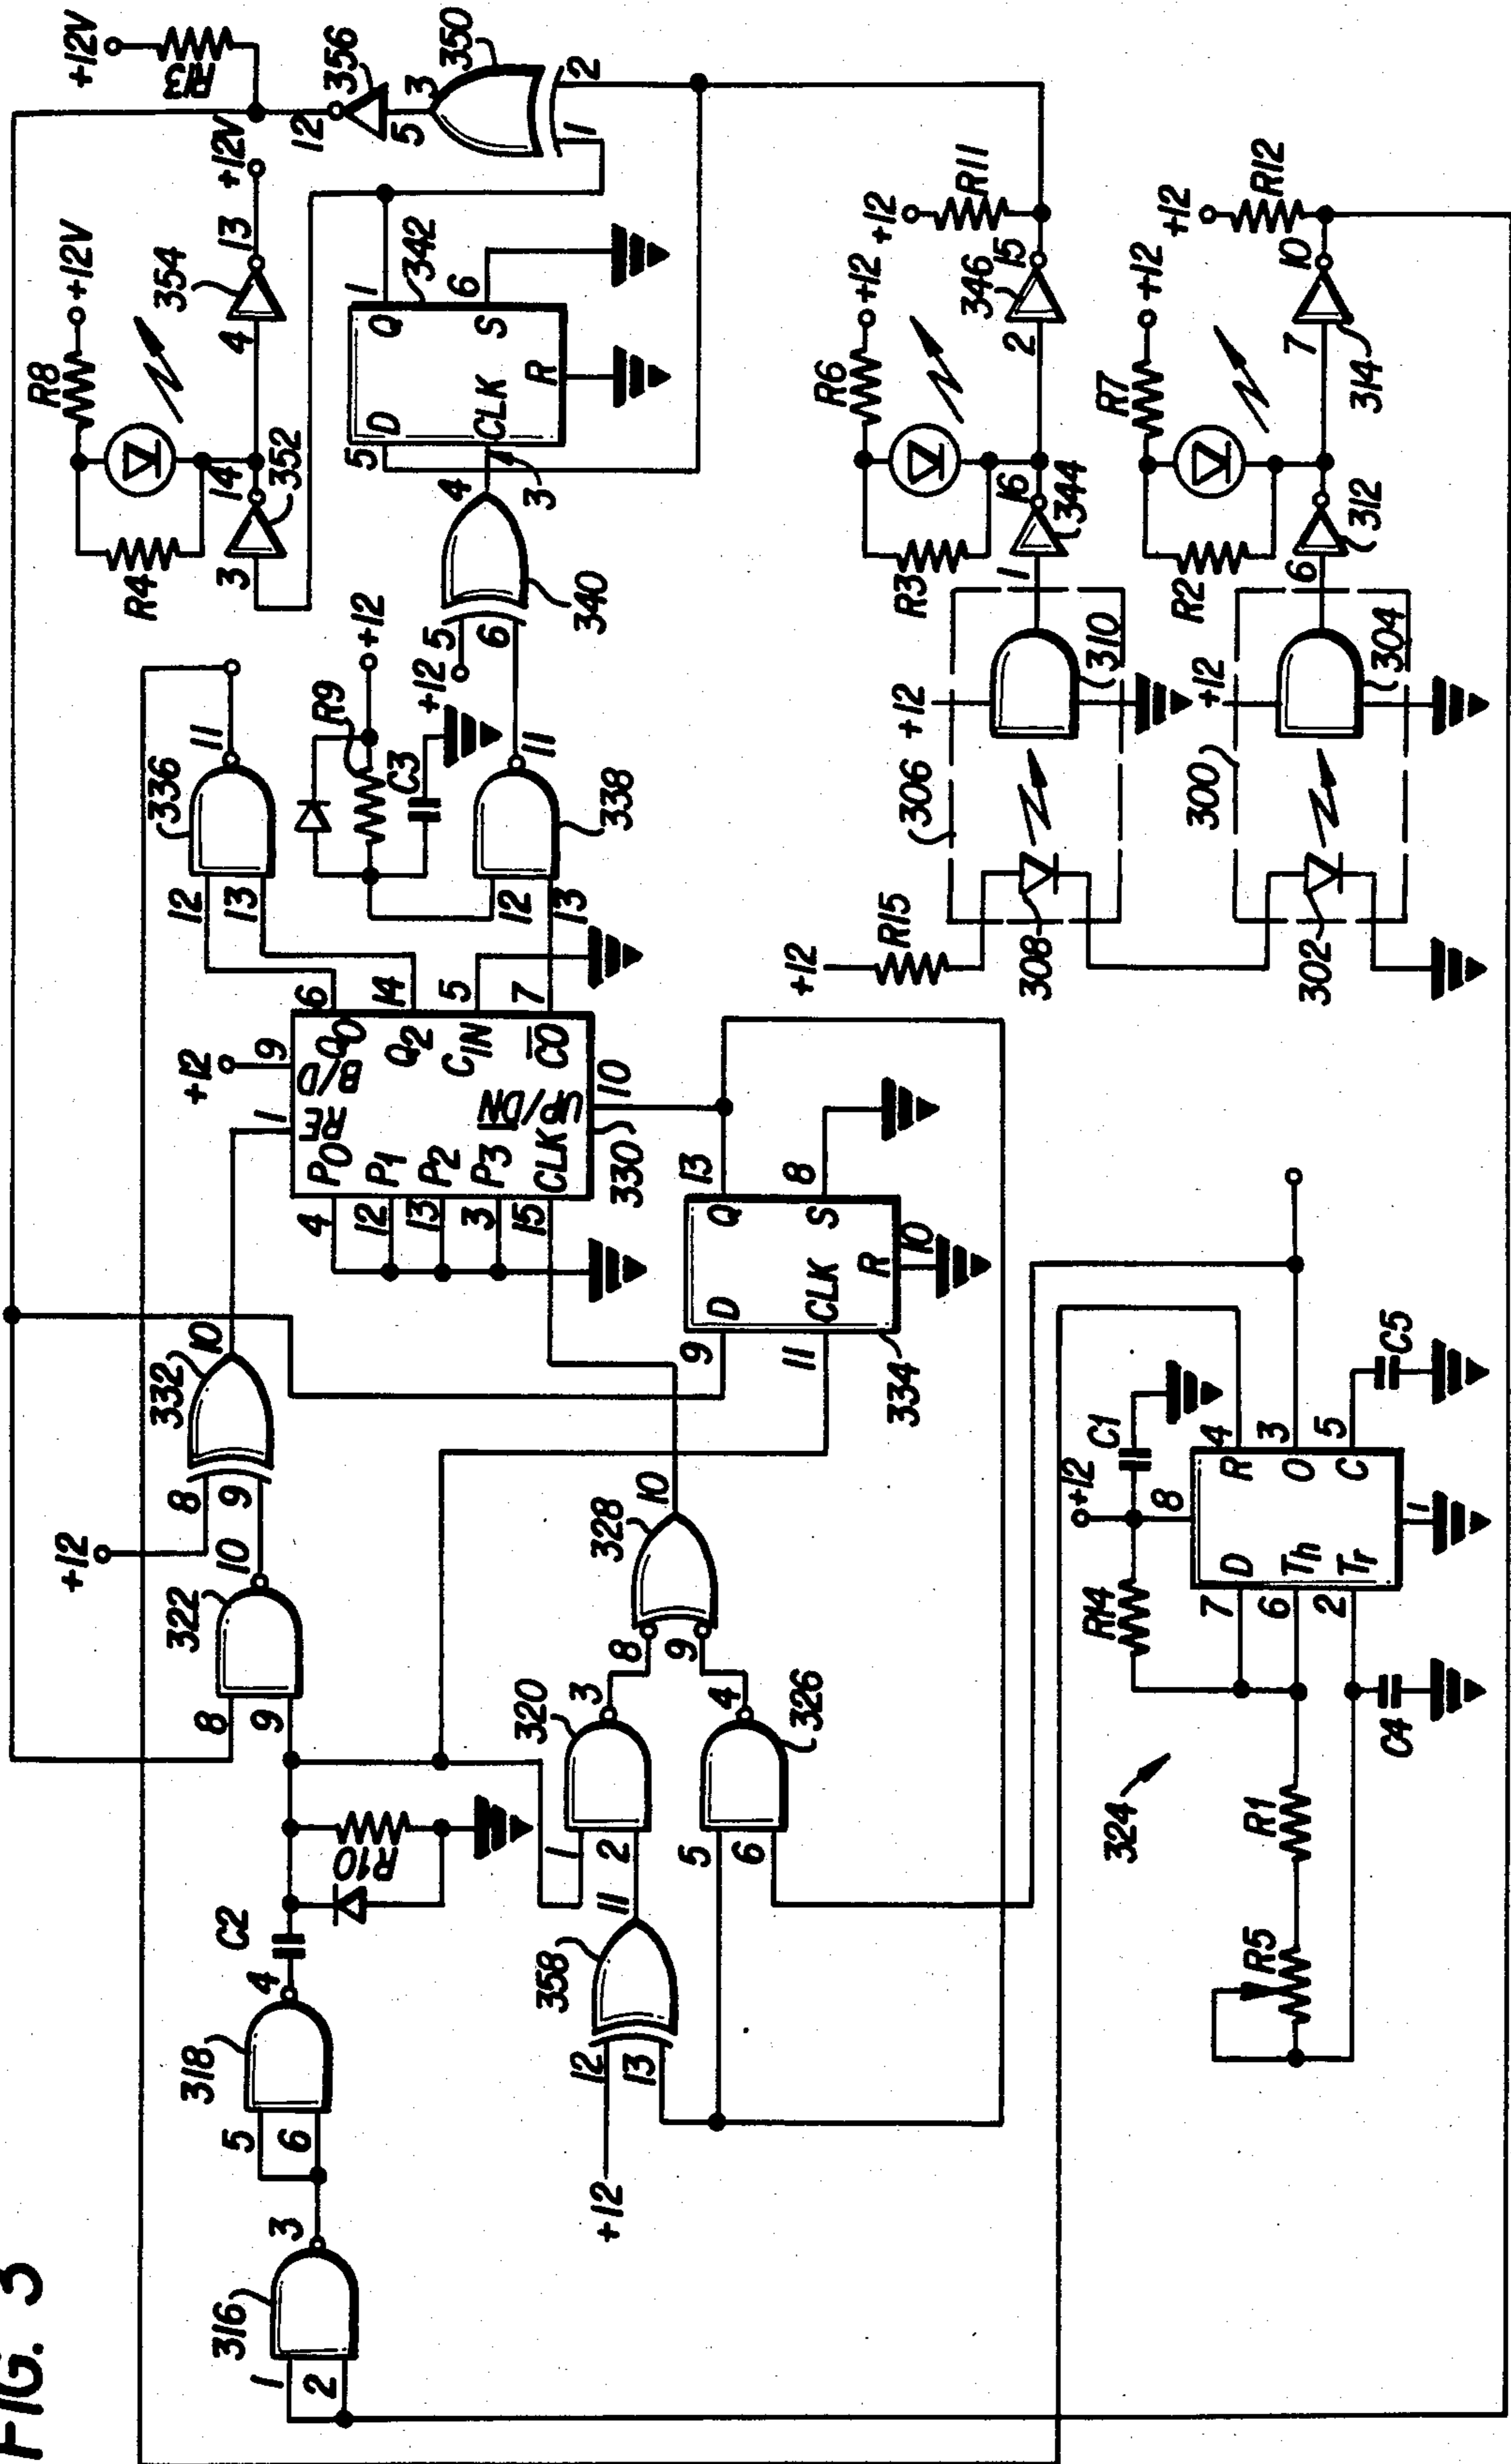 FIG. 3
316
1
2
3
318
5
6
4
C2
R10
322
8
9
10
+12
332
8
9
10
+12
336
12
13
11
RE
B/D
1
9
P0
P1
P2
P3
CLK
Q0
Q2
CIN
CO
UP/DN
4
12
13
3
15
6
14
5
7
10
330
R9
+12
C3
338
12
13
11
+12
5
6
4
340
3
R4
R8
+12V
3
14
352
354
4
13
+12V
+12V
R13
12
356
5
3
350
1
2
5
D
Q
CLK
S
R
1
342
6
358
+12
12
13
11
320
1
2
3
326
5
6
4
328
8
9
10
334
9
11
D
Q
CLK
S
R
13
8
10
324
R5
R1
R14
+12
C1
8
7
6
2
D
Th
Tr
R
O
C
4
3
5
1
C4
C5
+12
R15
306
308
+12
310
1
344
16
R3
R6
+12
346
2
15
+12
R11
300
302
+12
304
6
312
R2
R7
+12
314
7
10
+12
R12